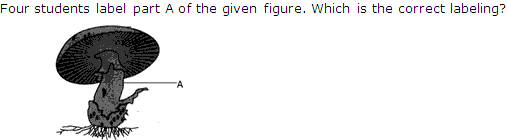 Four students label part A of the given figure. Which is the correct labeling?
A